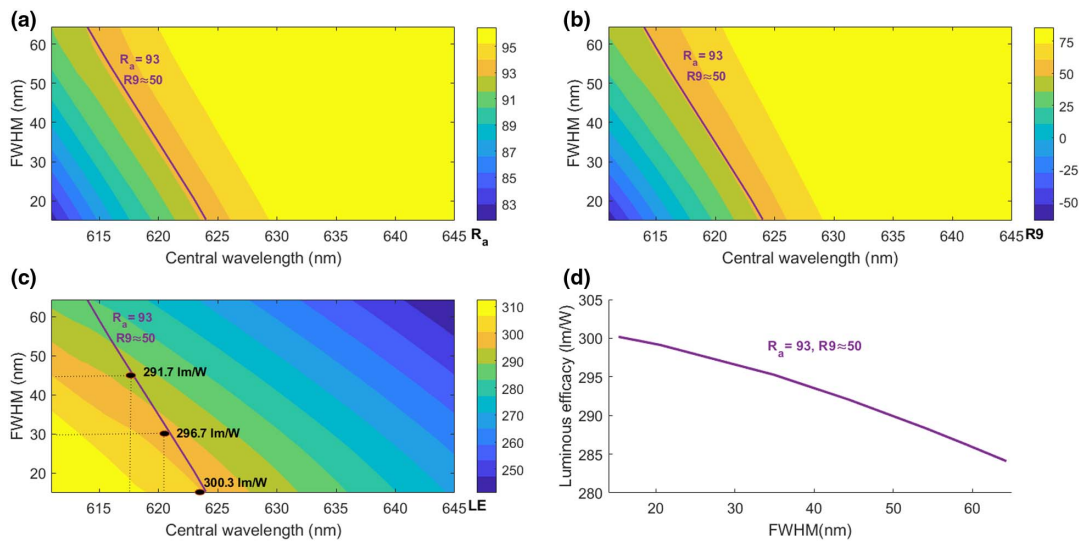 (a)
60
50
40
30
20
FWHM (nm)
615 620 625 630 635 640 645
Central wavelength (nm)
Ra= 93
R9≈50
95
93
91
89
87
85
83
Ra
(b)
60
50
40
30
20
FWHM (nm)
615 620 625 630 635 640 645
Central wavelength (nm)
Ra= 93
R9≈50
75
50
25
0
-25
-50
R9
(c)
60
50
40
30
20
FWHM (nm)
615 620 625 630 635 640 645
Central wavelength (nm)
Ra= 93
R9≈50
291.7 lm/W
296.7 lm/W
300.3 lm/W
310
300
290
280
270
260
250
LE
(d)
305
300
295
290
285
280
Luminous efficacy (lm/W)
20 30 40 50 60
FWHM(nm)
Ra= 93, R9≈50